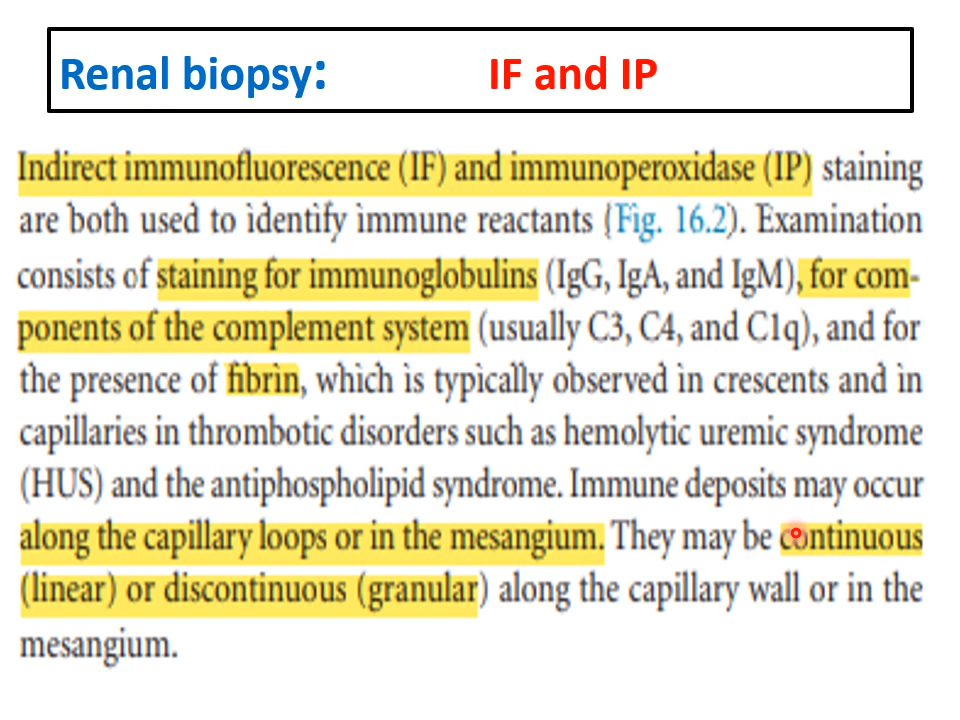 Renal biopsy: IF and IP
Indirect immunofluorescence (IF) and immunoperoxidase (IP) staining
are both used to identify immune reactants (Fig. 16.2). Examination
consists of staining for immunoglobulins (IgG, IgA, and IgM), for com-
ponents of the complement system (usually C3, C4, and C1q), and for
the presence of fibrin, which is typically observed in crescents and in
capillaries in thrombotic disorders such as hemolytic uremic syndrome
(HUS) and the antiphospholipid syndrome. Immune deposits may occur
along the capillary loops or in the mesangium. They may be continuous
(linear) or discontinuous (granular) along the capillary wall or in the
mesangium.